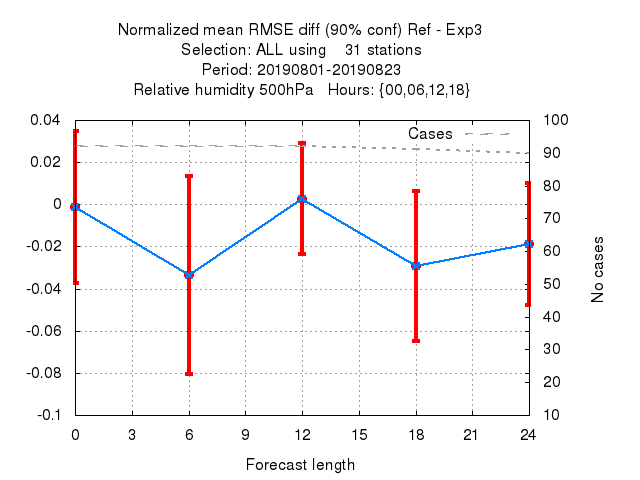 Normalized mean RMSE diff (90% conf) Ref - Exp3
Selection: ALL using 31 stations
Period: 20190801-20190823
Relative humidity 500hPa Hours: {00,06,12,18}
Cases
0.04
0.02
0
-0.02
-0.04
-0.06
-0.08
-0.1
100
90
80
70
60
50
40
30
20
10
No cases
0 3 6 9 12 15 18 21 24
Forecast length